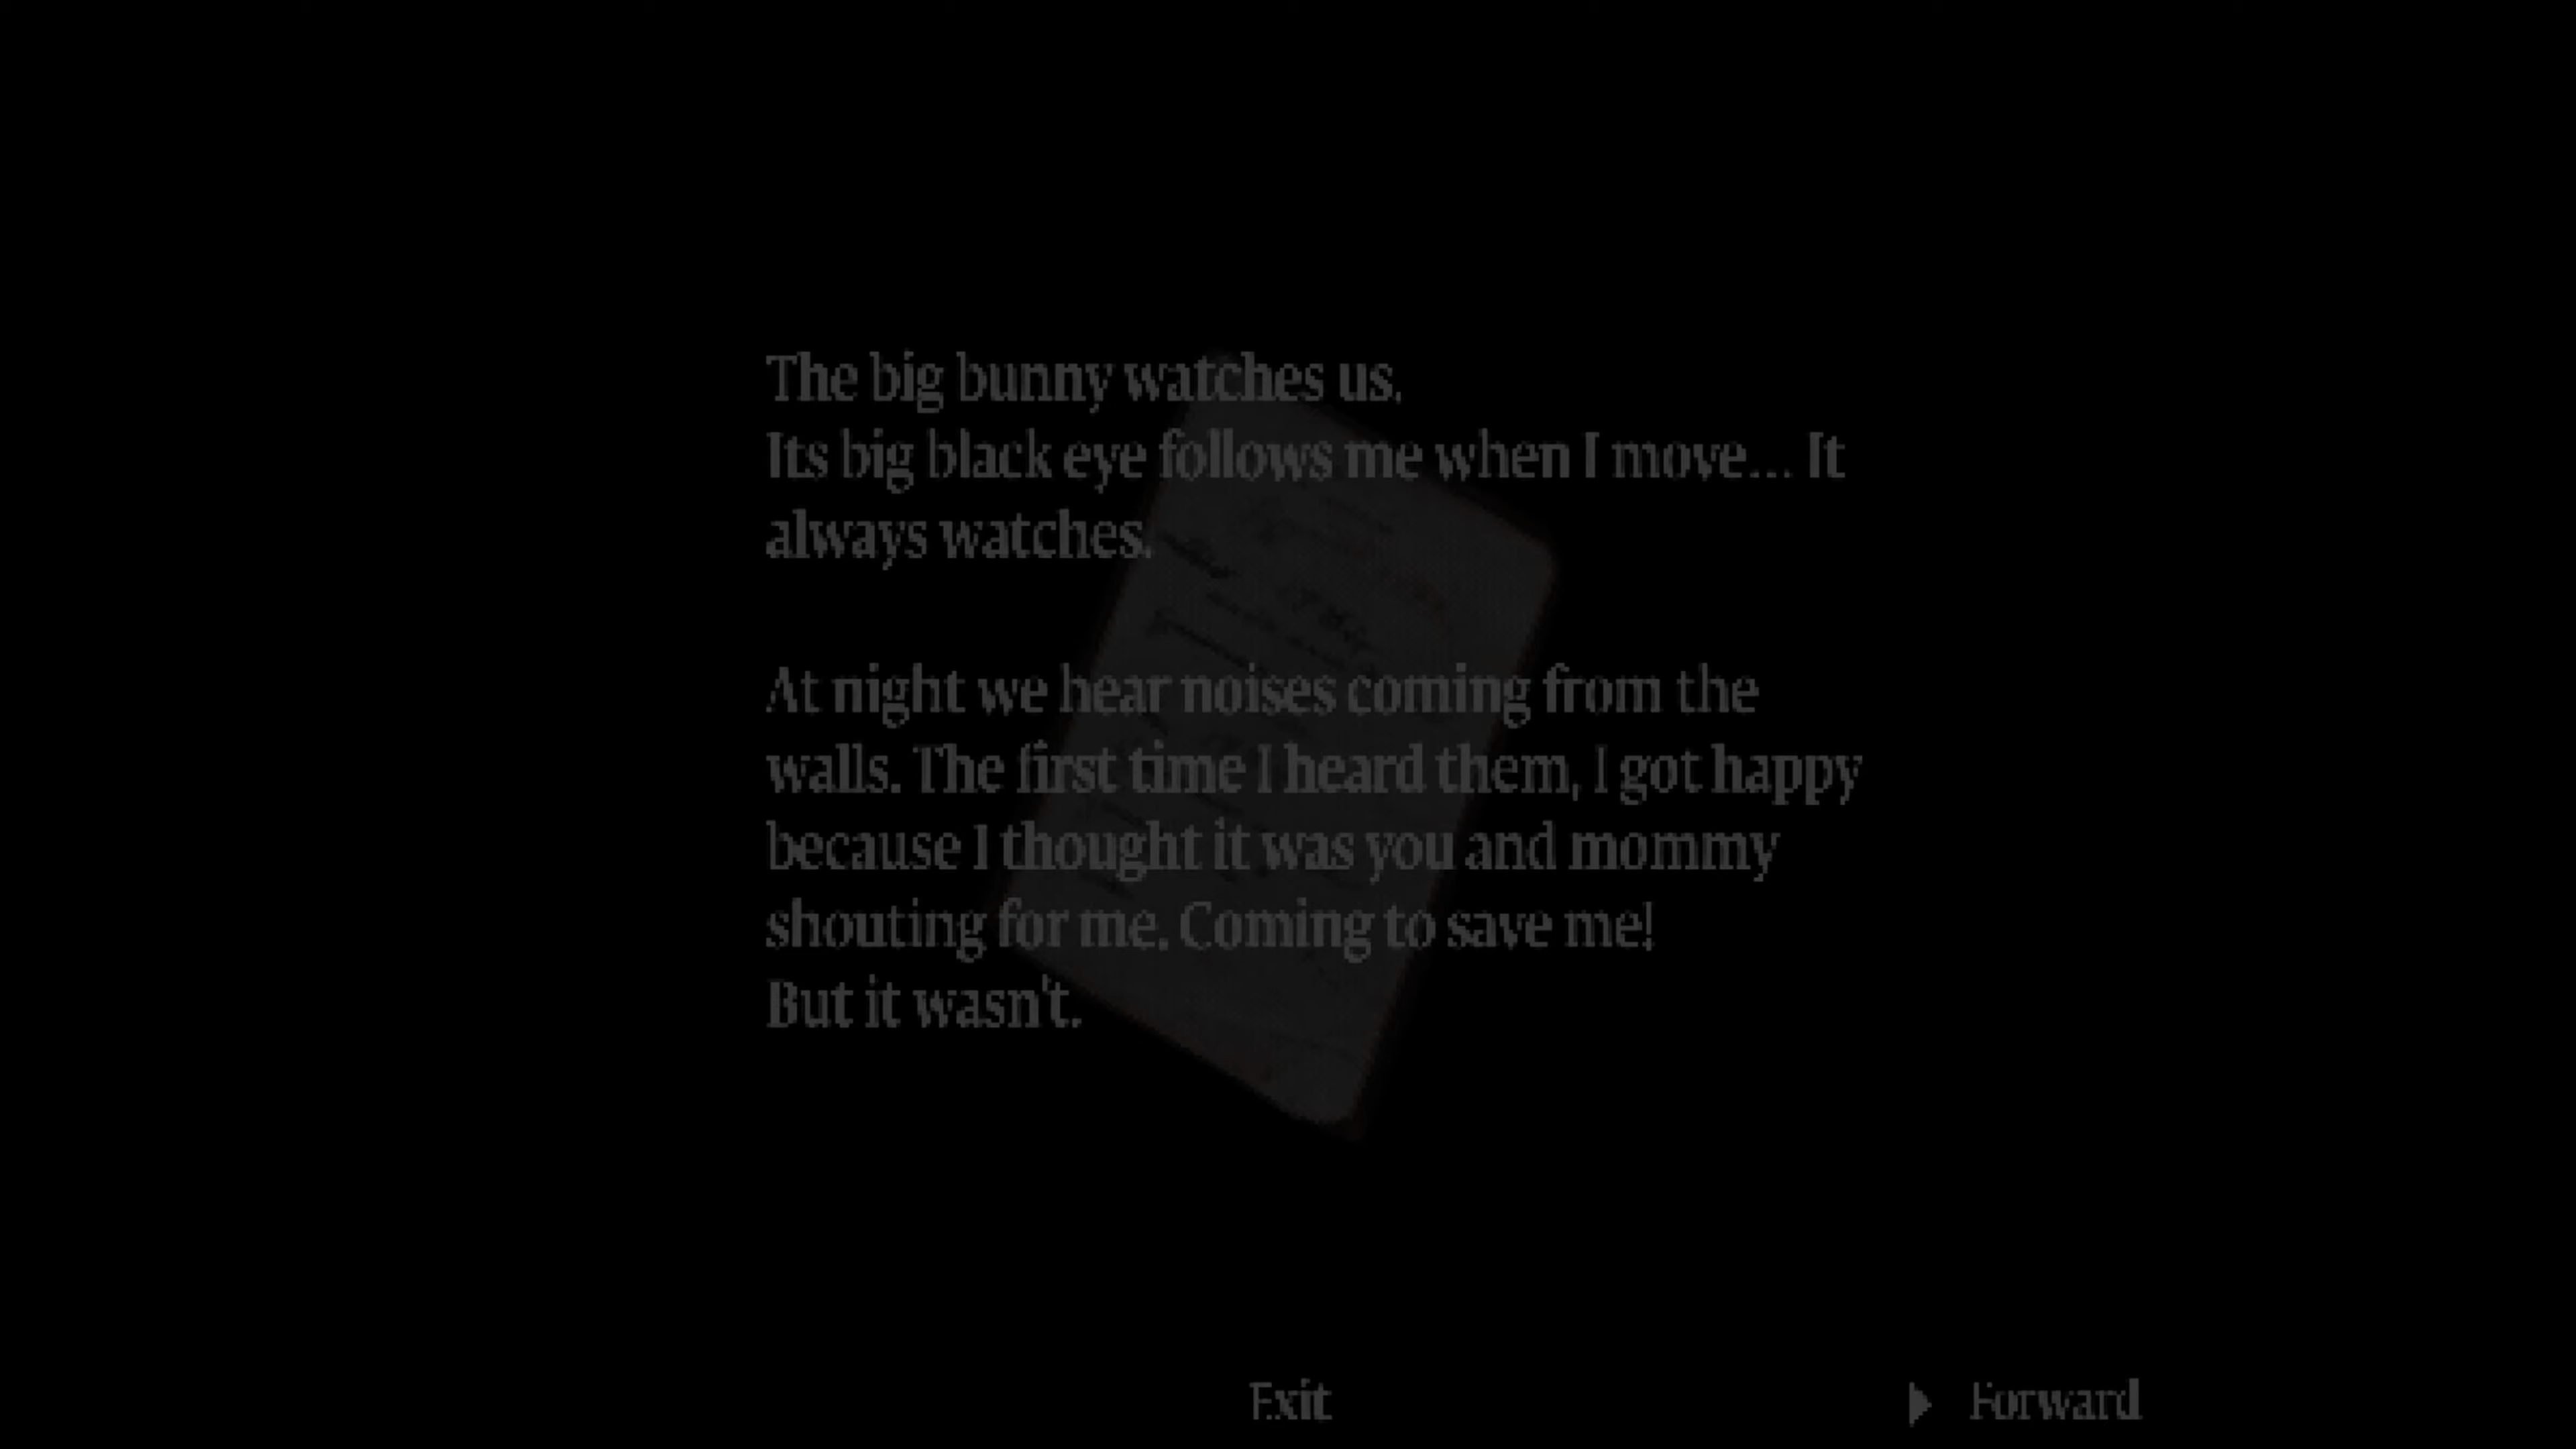 The big bunny watches us.
Its big black eye follows me when I move... It
always watches.
At night we hear noises coming from the
walls. The first time I heard them, I got happy
because I thought it was you and mommy
shouting for me. Coming to save me!
But it wasn't.
Exit
Forward